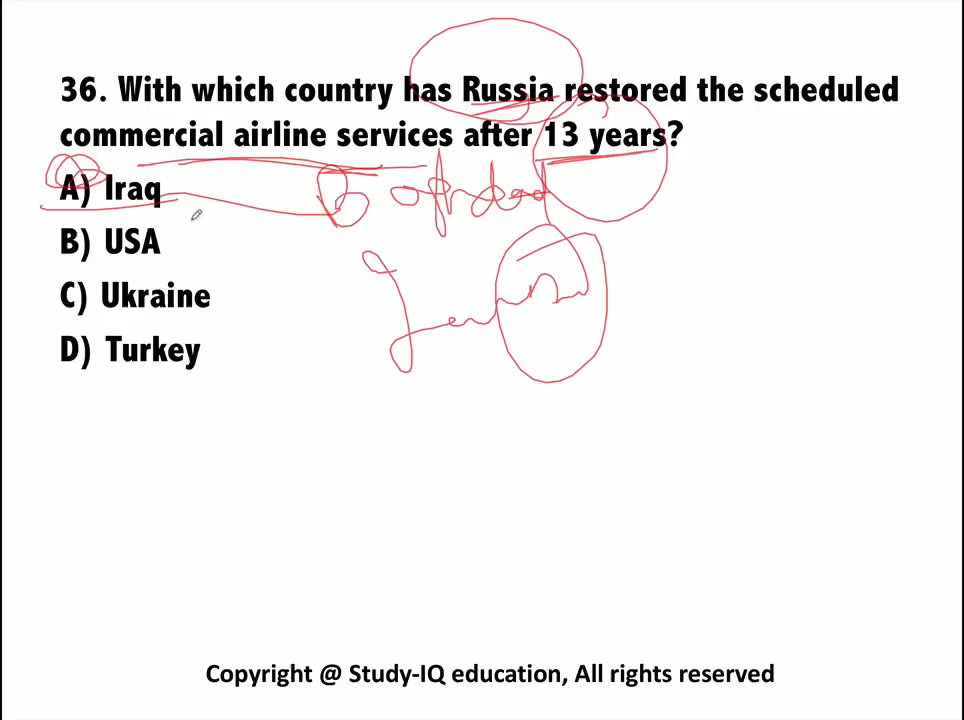 36. With which country has Russia restored the scheduled
commercial airline services after 13 years?
A) Iraq
B) USA
C) Ukraine
D) Turkey
Copyright @ Study-IQ education, All rights reserved